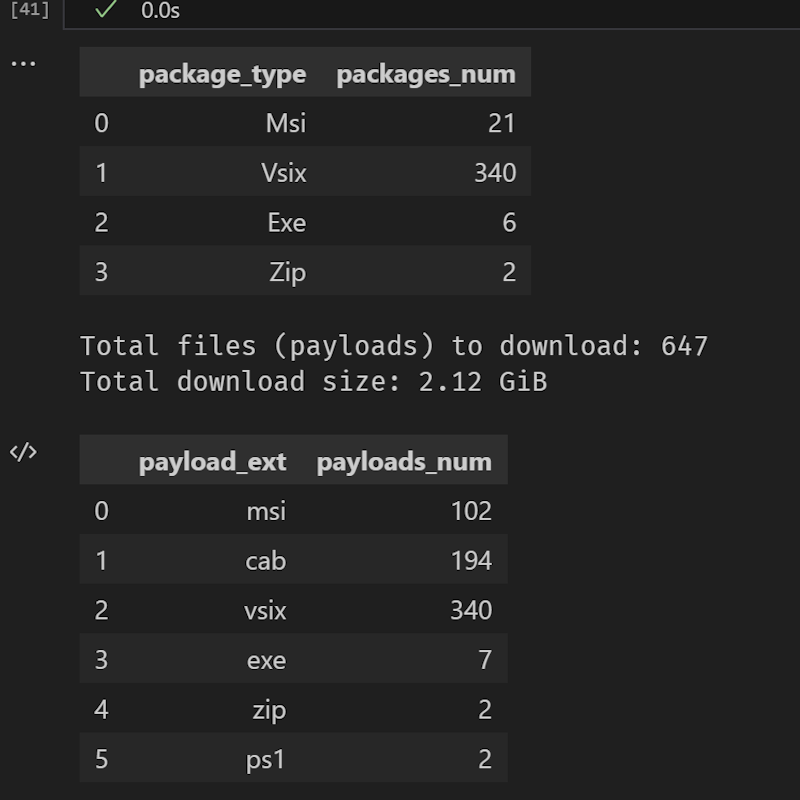 [41] ✓ 0.0s
...
package_type packages_num
0 Msi 21
1 Vsix 340
2 Exe 6
3 Zip 2
Total files (payloads) to download: 647
Total download size: 2.12 GiB
</>
payload_ext payloads_num
0 msi 102
1 cab 194
2 vsix 340
3 exe 7
4 zip 2
5 ps1 2